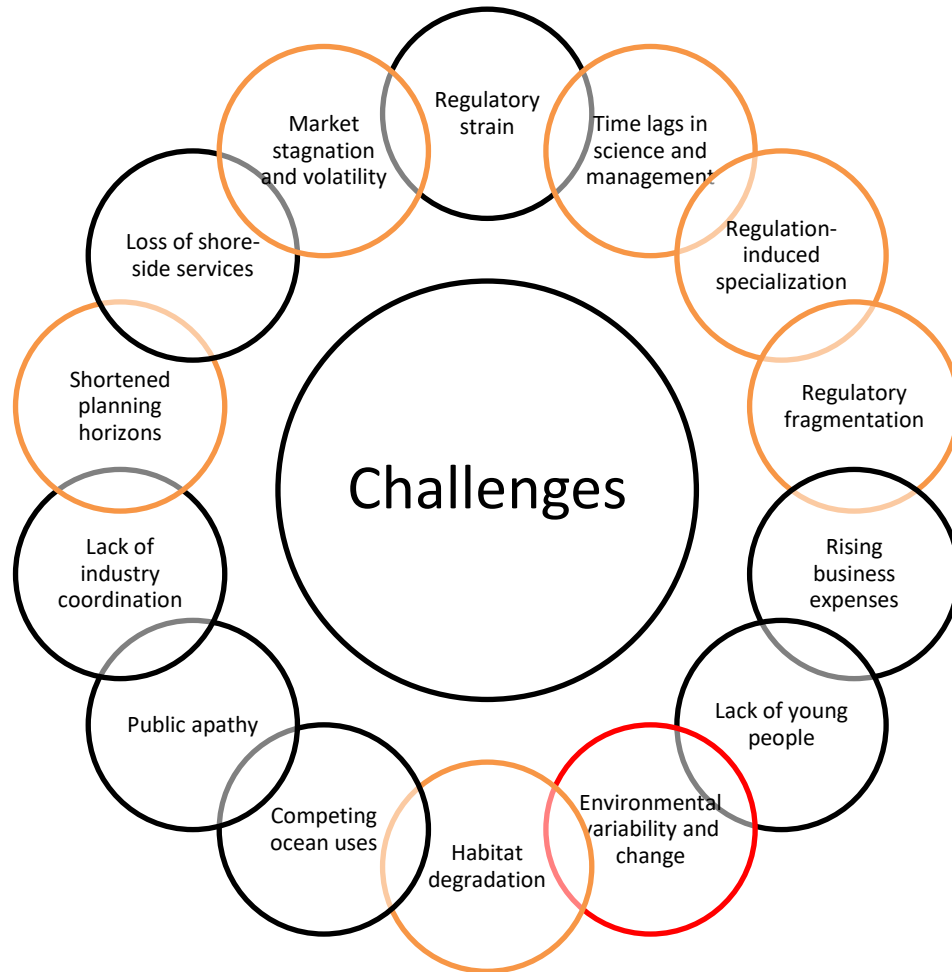 Regulatory
strain
Time lags in
science and
management
Regulation-
induced
specialization
Regulatory
fragmentation
Rising
business
expenses
Lack of young
people
Environmental
variability and
change
Habitat
degradation
Competing
ocean uses
Public apathy
Lack of
industry
coordination
Shortened
planning
horizons
Loss of shore-
side services
Market
stagnation
and volatility
Challenges